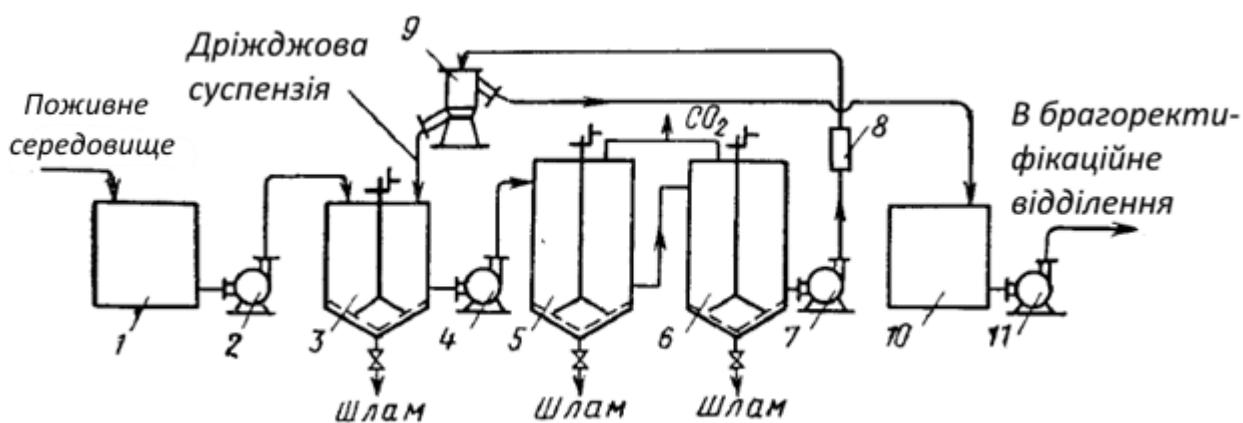 Дріжджова
суспензія
9
Поживне
середовище
CO₂
8
В брагоректи-
фікаційне
відділення
1
2
3
4
5
6
7
10
11
шлам
шлам
шлам